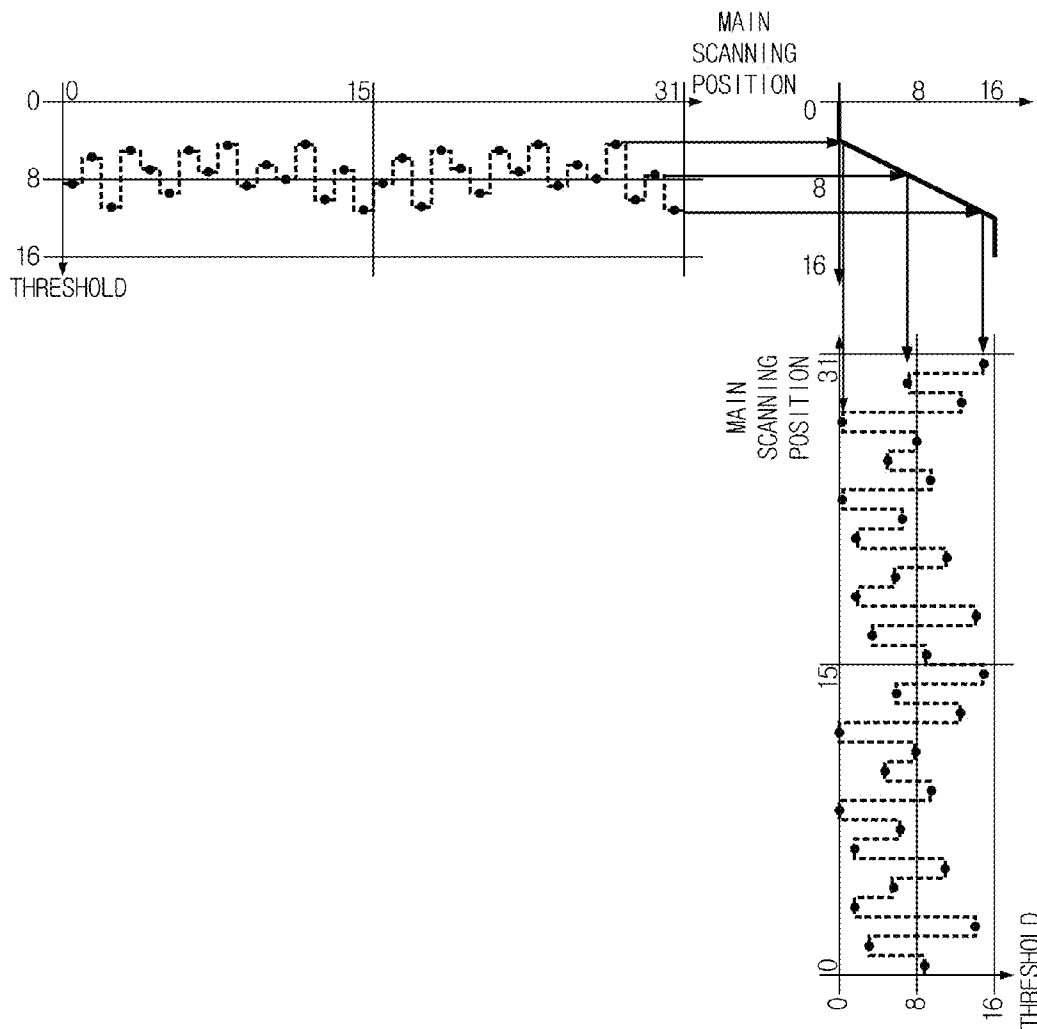 MAIN
SCANNING
POSITION
0 0 15 31
8
16
THRESHOLD
0 8 16
8
16
MAIN
SCANNING
POSITION
31
15
0
0 8 16
THRESHOLD